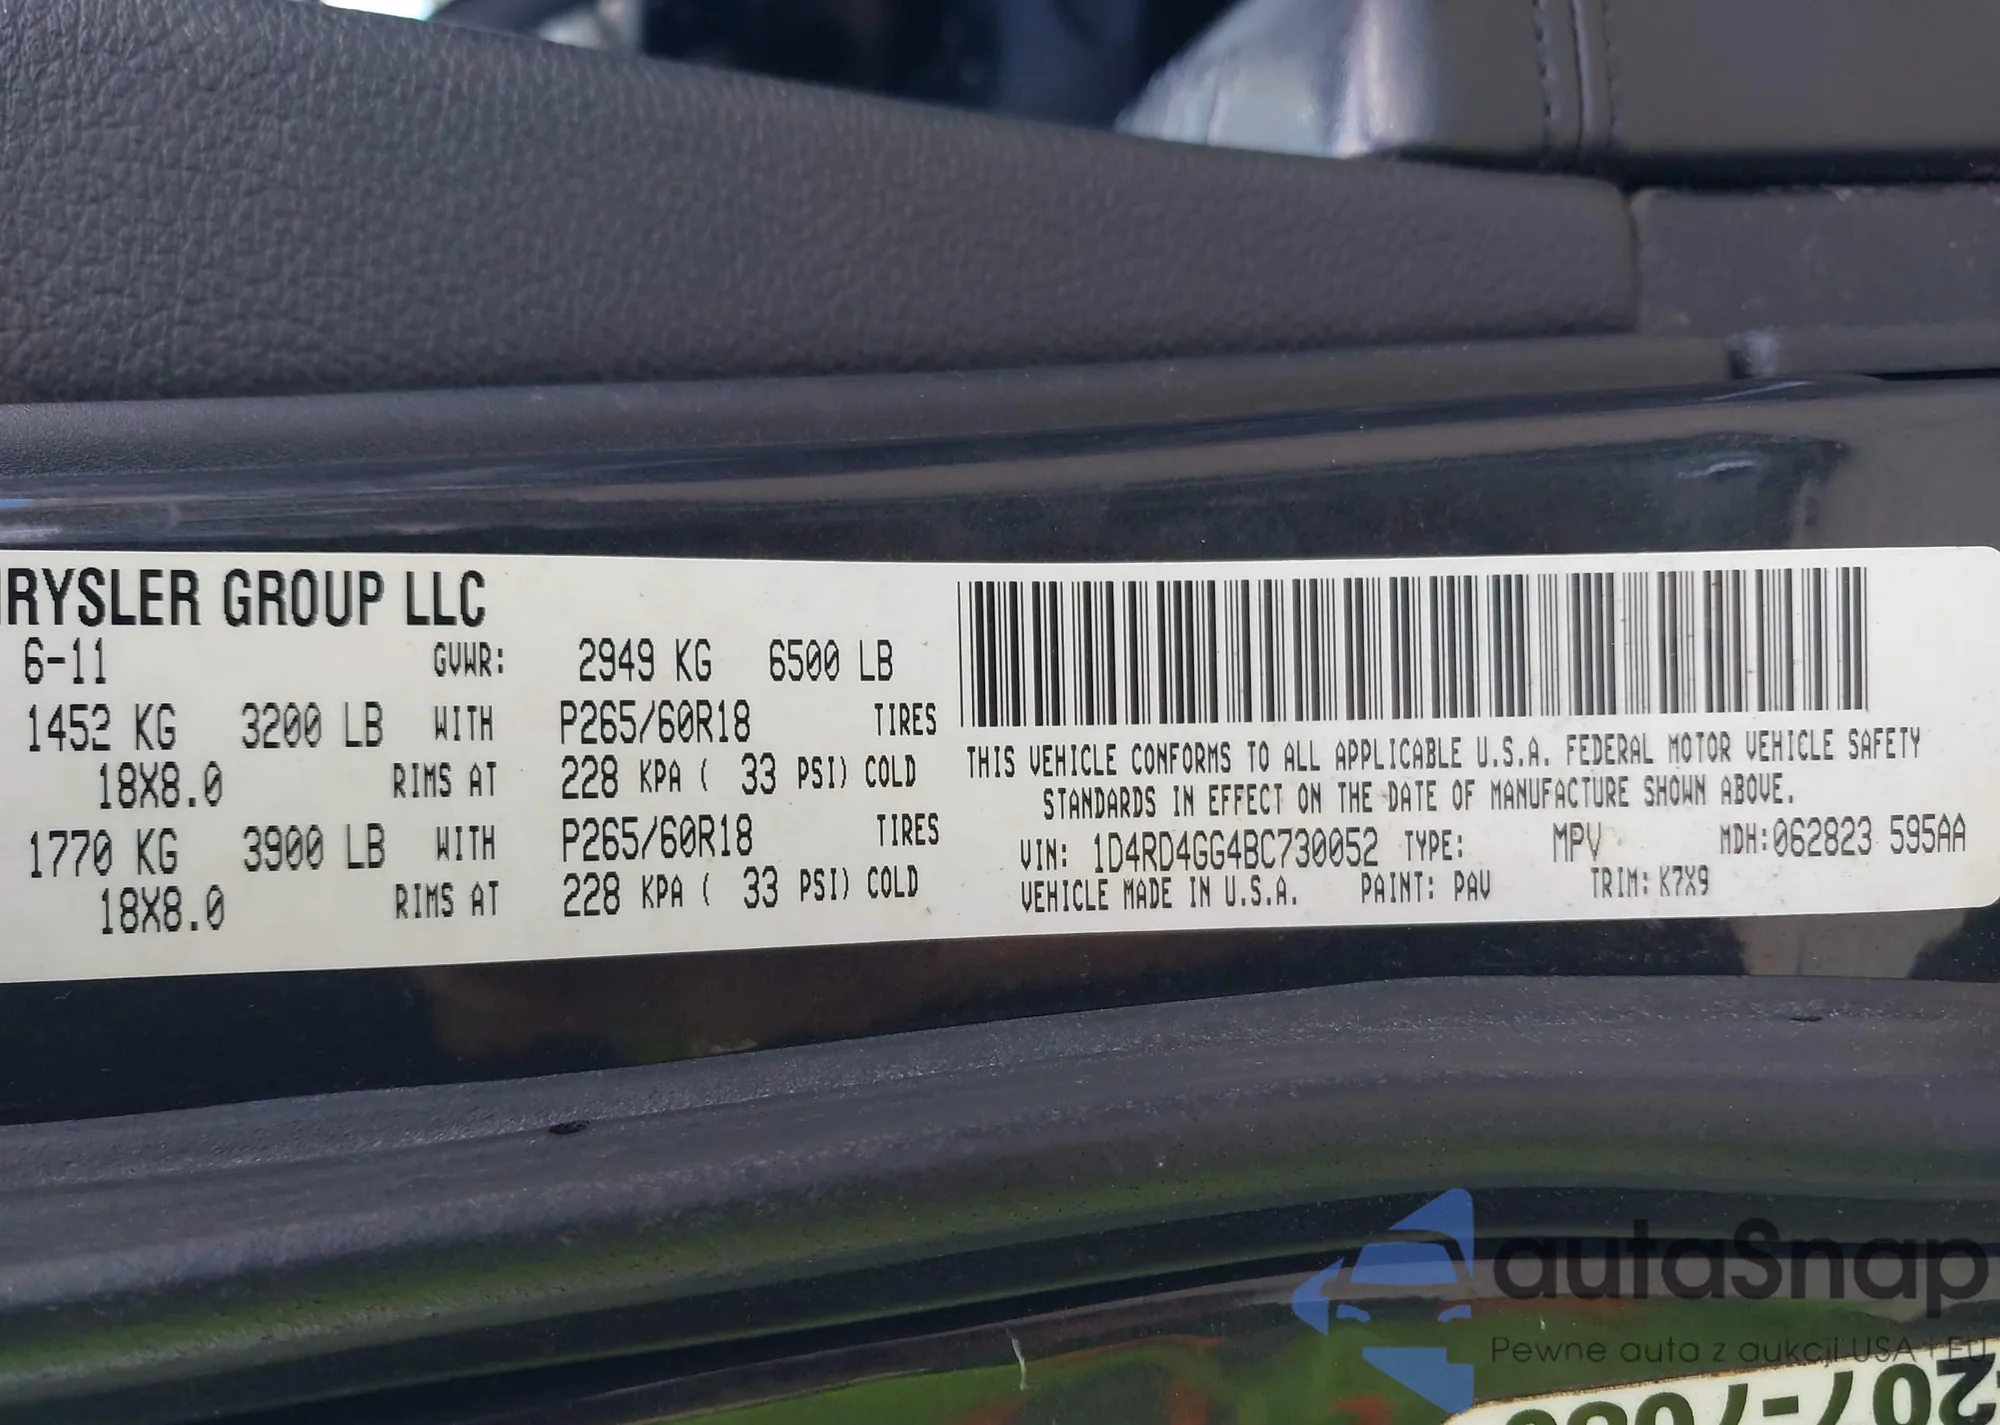 RYSLER GROUP LLC
6-11 GVWR: 2949 KG 6500 LB
1452 KG 3200 LB WITH P265/60R18 TIRES
18X8.0 RIMS AT 228 KPA ( 33 PSI) COLD
1770 KG 3900 LB WITH P265/60R18 TIRES
18X8.0 RIMS AT 228 KPA ( 33 PSI) COLD
THIS VEHICLE CONFORMS TO ALL APPLICABLE U.S.A. FEDERAL MOTOR VEHICLE SAFETY
STANDARDS IN EFFECT ON THE DATE OF MANUFACTURE SHOWN ABOVE.
VIN: 1D4RD4GG4BC730052 TYPE: MPV MDH:062823 595AA
VEHICLE MADE IN U.S.A. PAINT: PAV TRIM: K7X9
autaSnap
Pewne auta z aukcji USA i EU